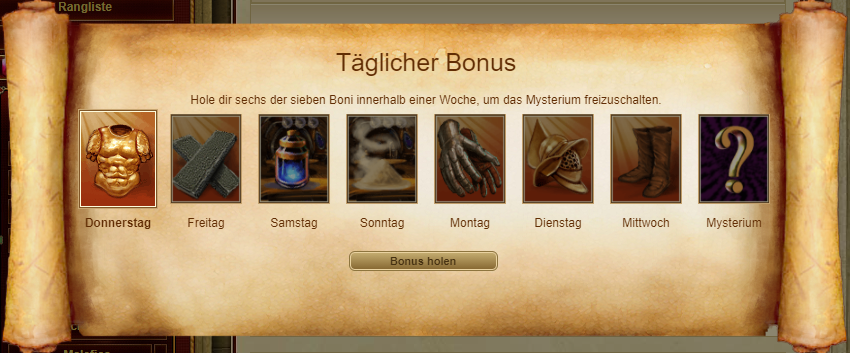 Rangliste
Täglicher Bonus
Hole dir sechs der sieben Boni innerhalb einer Woche, um das Mysterium freizuschalten.
Donnerstag Freitag Samstag Sonntag Montag Dienstag Mittwoch Mysterium
Bonus holen